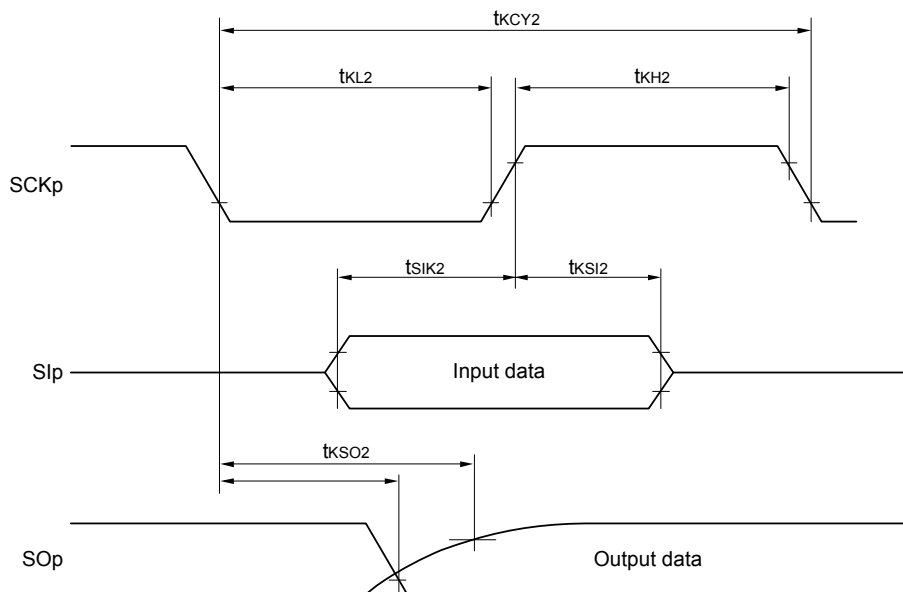 tKCY2
tKL2
tKH2
SCKp
tSIK2
tKSI2
SIp
Input data
tKSO2
SOp
Output data